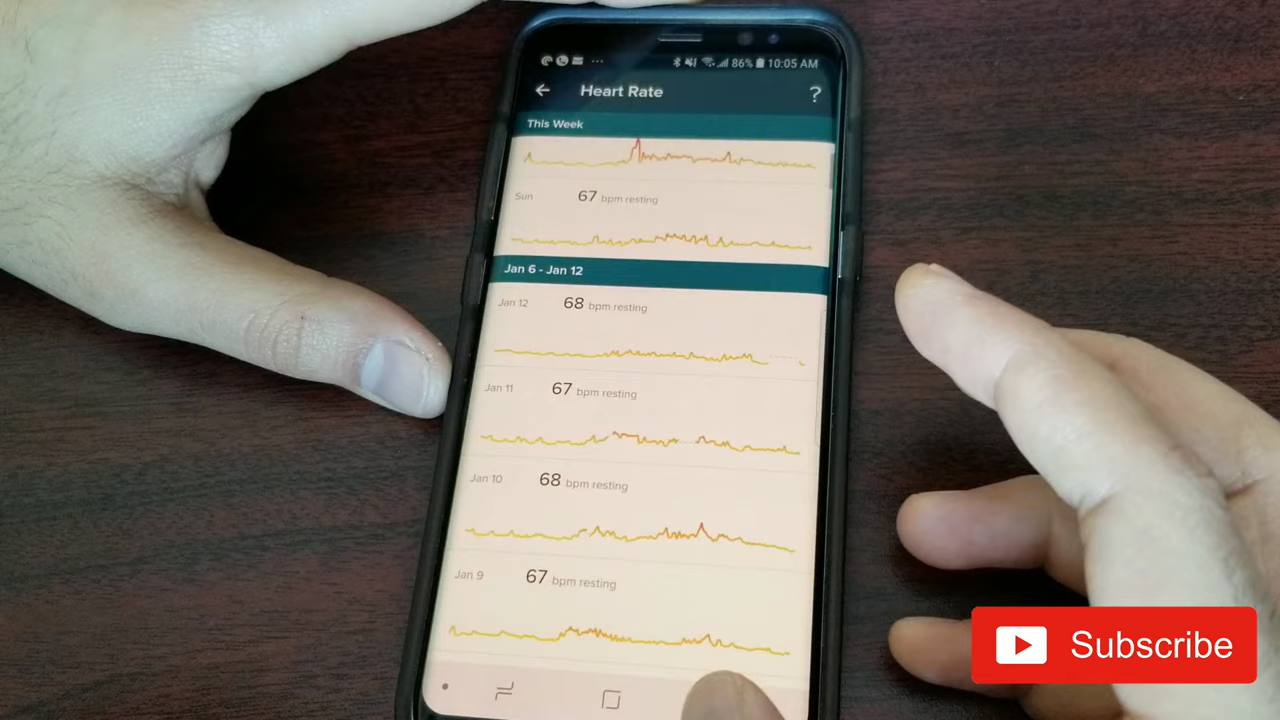 86% 10:05 AM
Heart Rate ?
This Week
Sun 67 bpm resting
Jan 6 - Jan 12
Jan 12 68 bpm resting
Jan 11 67 bpm resting
Jan 10 68 bpm resting
Jan 9 67 bpm resting
Subscribe